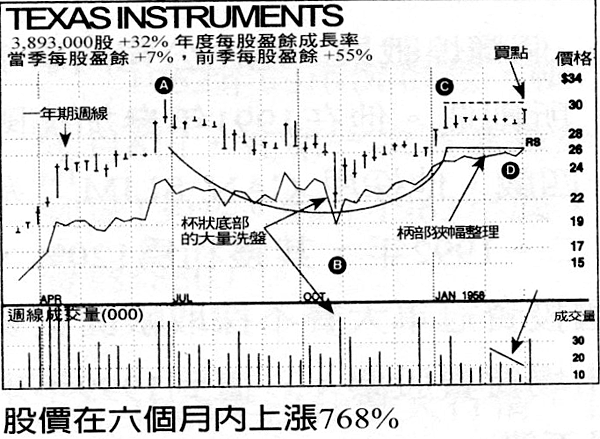 TEXAS INSTRUMENTS
3,893,000股 +32% 年度每股盈餘成長率
當季每股盈餘 +7%，前季每股盈餘 +55%
買點
價格
$34
A
C
30
一年期週線
28
RS
26
24
D
22
杯狀底部
的大量洗盤
柄部狹幅整理
19
17
B
15
APR
JUL
OCT
JAN 1958
週線成交量(000)
成交量
30
20
10
股價在六個月內上漲768%